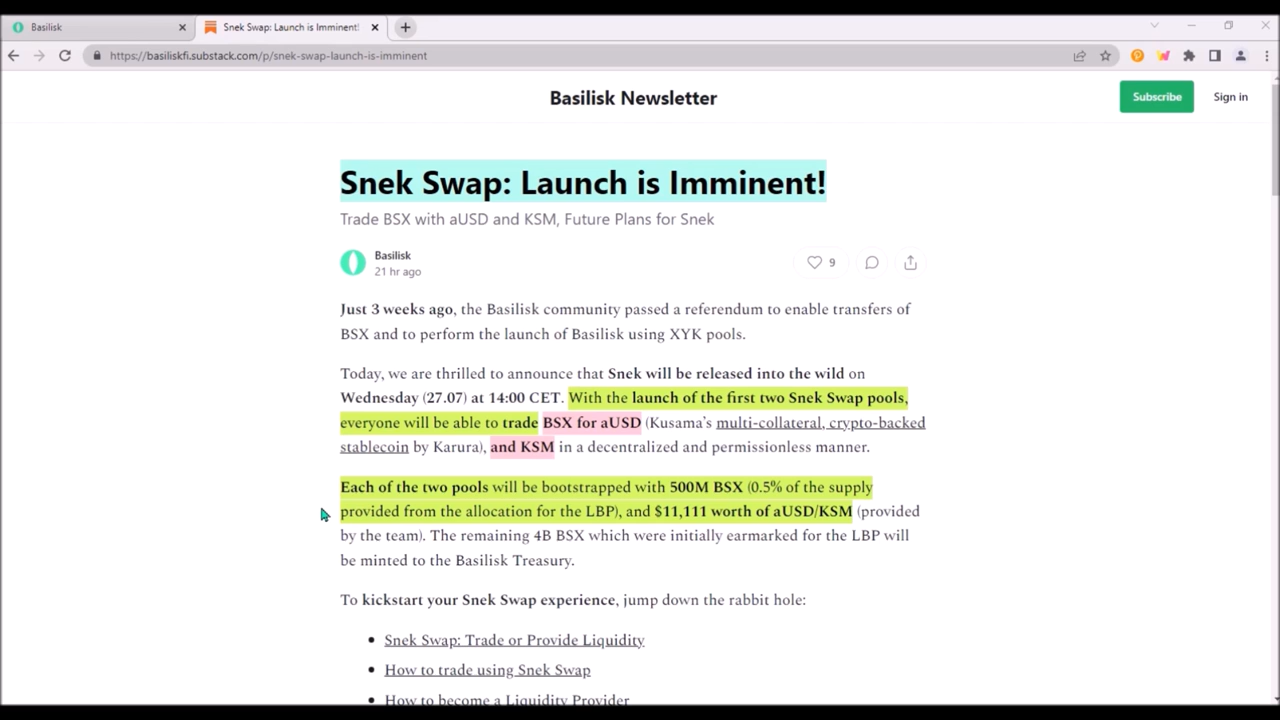 Basilisk
Snek Swap: Launch is Imminent!
https://basiliskfi.substack.com/p/snek-swap-launch-is-imminent
Basilisk Newsletter
Subscribe
Sign in
Snek Swap: Launch is Imminent!
Trade BSX with aUSD and KSM, Future Plans for Snek
Basilisk
21 hr ago
9
Just 3 weeks ago, the Basilisk community passed a referendum to enable transfers of
BSX and to perform the launch of Basilisk using XYK pools.
Today, we are thrilled to announce that Snek will be released into the wild on
Wednesday (27.07) at 14:00 CET. With the launch of the first two Snek Swap pools,
everyone will be able to trade BSX for aUSD (Kusama’s multi-collateral, crypto-backed
stablecoin by Karura), and KSM in a decentralized and permissionless manner.
Each of the two pools will be bootstrapped with 500M BSX (0.5% of the supply
provided from the allocation for the LBP), and $11,111 worth of aUSD/KSM (provided
by the team). The remaining 4B BSX which were initially earmarked for the LBP will
be minted to the Basilisk Treasury.
To kickstart your Snek Swap experience, jump down the rabbit hole:
• Snek Swap: Trade or Provide Liquidity
• How to trade using Snek Swap
• How to become a Liquidity Provider